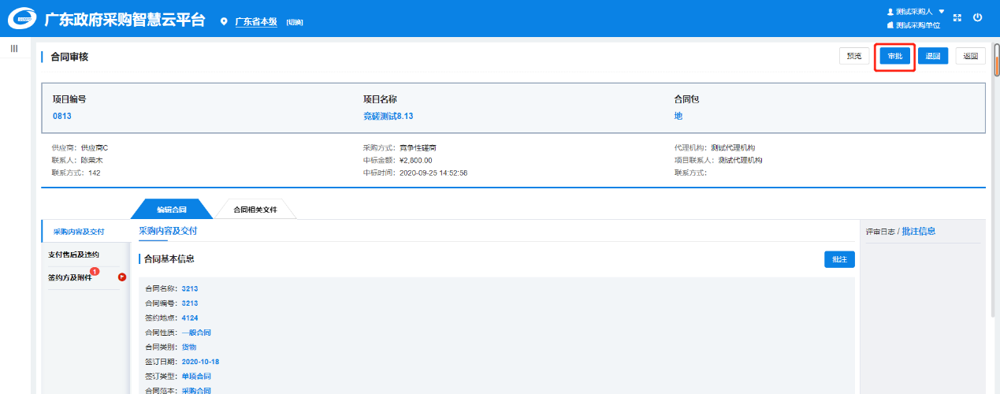 广东政府采购智慧云平台
广东省本级 [切换]
测试采购人
测试采购单位
合同审核
预览 审批 退回 返回
项目编号 项目名称 合同包
0813 竞磋测试8.13 地
供应商: 供应商C 采购方式: 竞争性磋商 代理机构: 测试代理机构
联系人: 陈荣木 中标金额: ¥2,800.00 项目联系人: 测试代理机构
联系方式: 142 中标时间: 2020-09-25 14:52:58 联系方式:
编辑合同 合同相关文件
采购内容及交付 采购内容及交付 评审日志 / 批注信息
支付售后及违约 合同基本信息 批注
签约方及附件 1
合同名称: 3213
合同编号: 3213
签约地点: 4124
合同性质: 一般合同
合同类别: 货物
签订日期: 2020-10-18
签订类型: 单项合同
合同范本: 采购合同